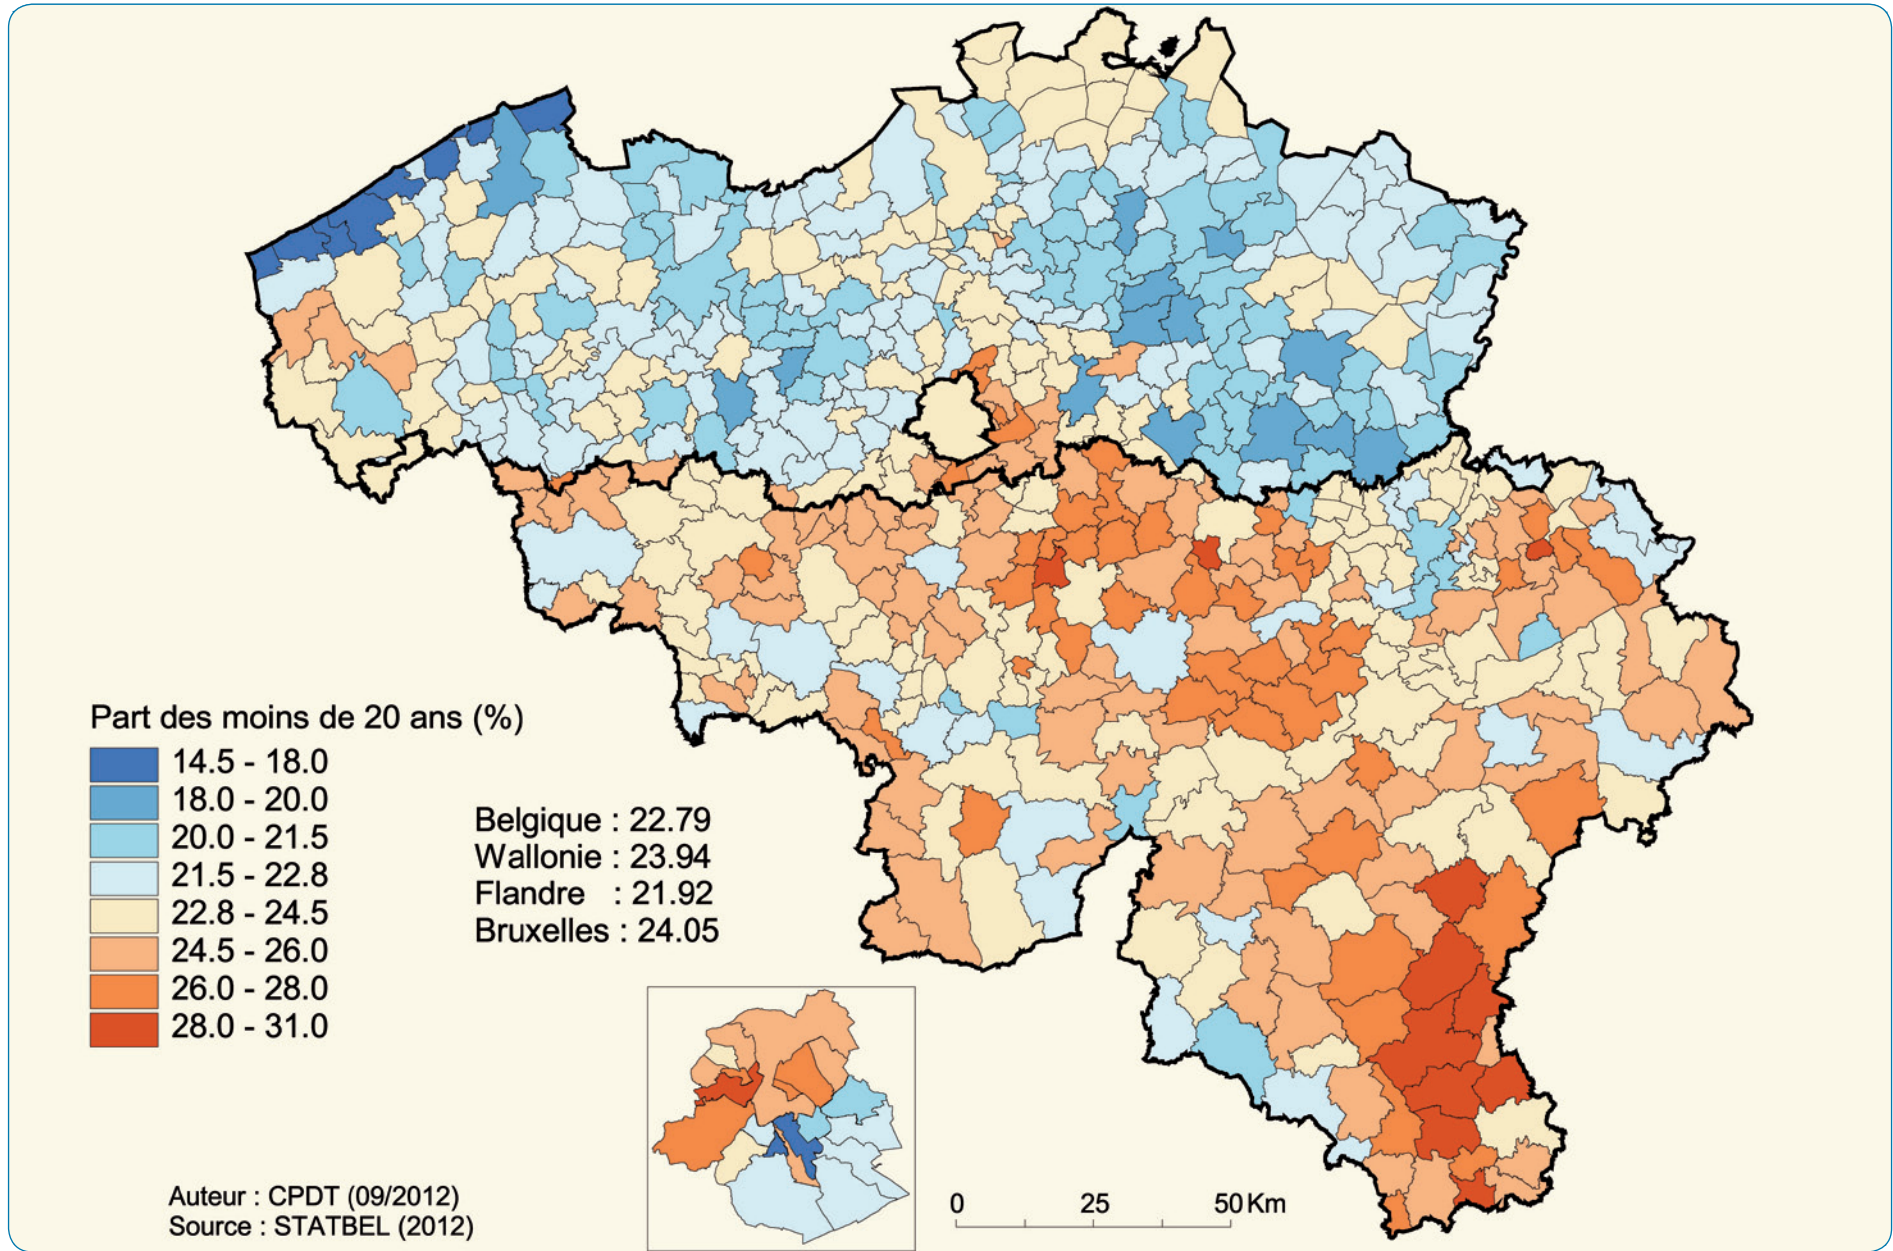 Part des moins de 20 ans (%)
14.5 - 18.0
18.0 - 20.0
20.0 - 21.5
21.5 - 22.8
22.8 - 24.5
24.5 - 26.0
26.0 - 28.0
28.0 - 31.0
Belgique : 22.79
Wallonie : 23.94
Flandre : 21.92
Bruxelles : 24.05
Auteur : CPDT (09/2012)
Source : STATBEL (2012)
0 25 50 Km